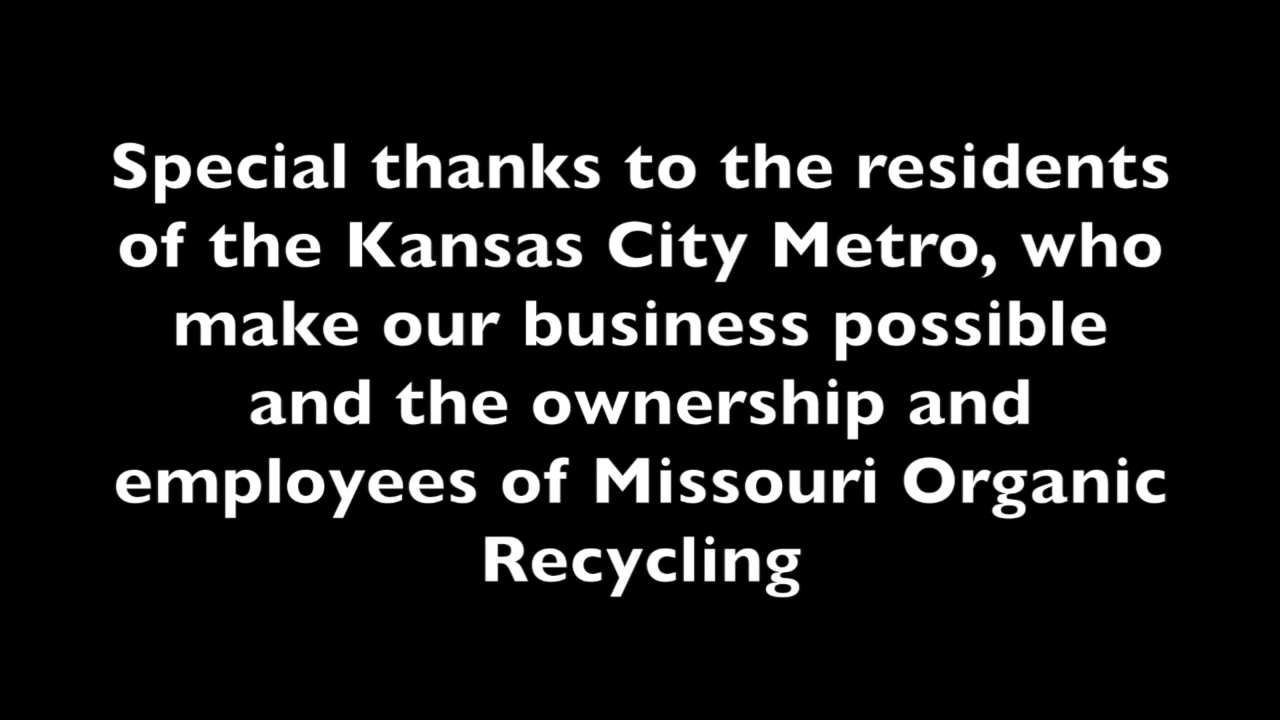 Special thanks to the residents
of the Kansas City Metro, who
make our business possible
and the ownership and
employees of Missouri Organic
Recycling